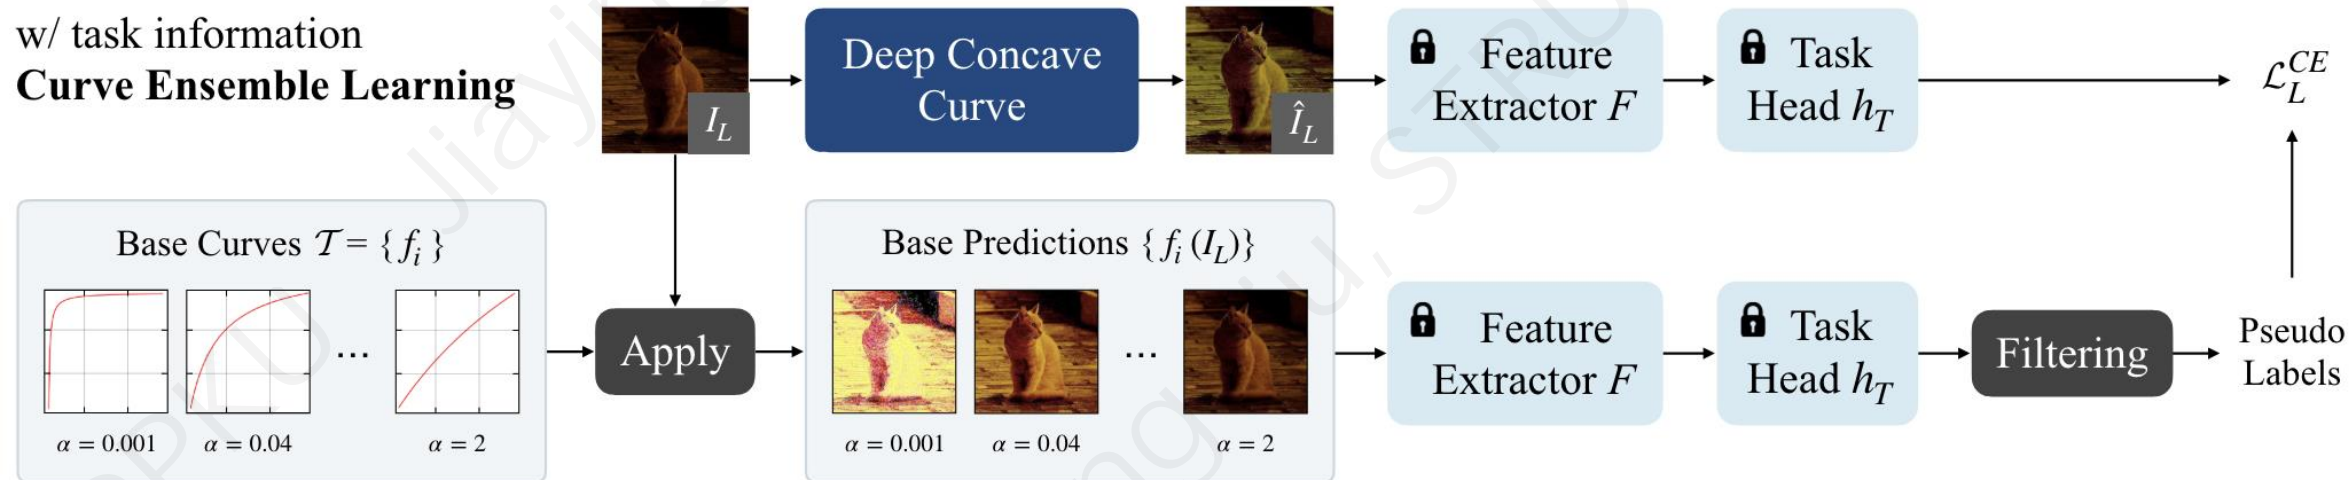 w/ task information
Curve Ensemble Learning
I_L
Deep Concave
Curve
Î_L
Feature
Extractor F
Task
Head h_T
ℒ_L^{CE}
Base Curves 𝒯 = { f_i }
α = 0.001
α = 0.04
...
α = 2
Apply
Base Predictions { f_i (I_L)}
α = 0.001
α = 0.04
...
α = 2
Feature
Extractor F
Task
Head h_T
Filtering
Pseudo
Labels